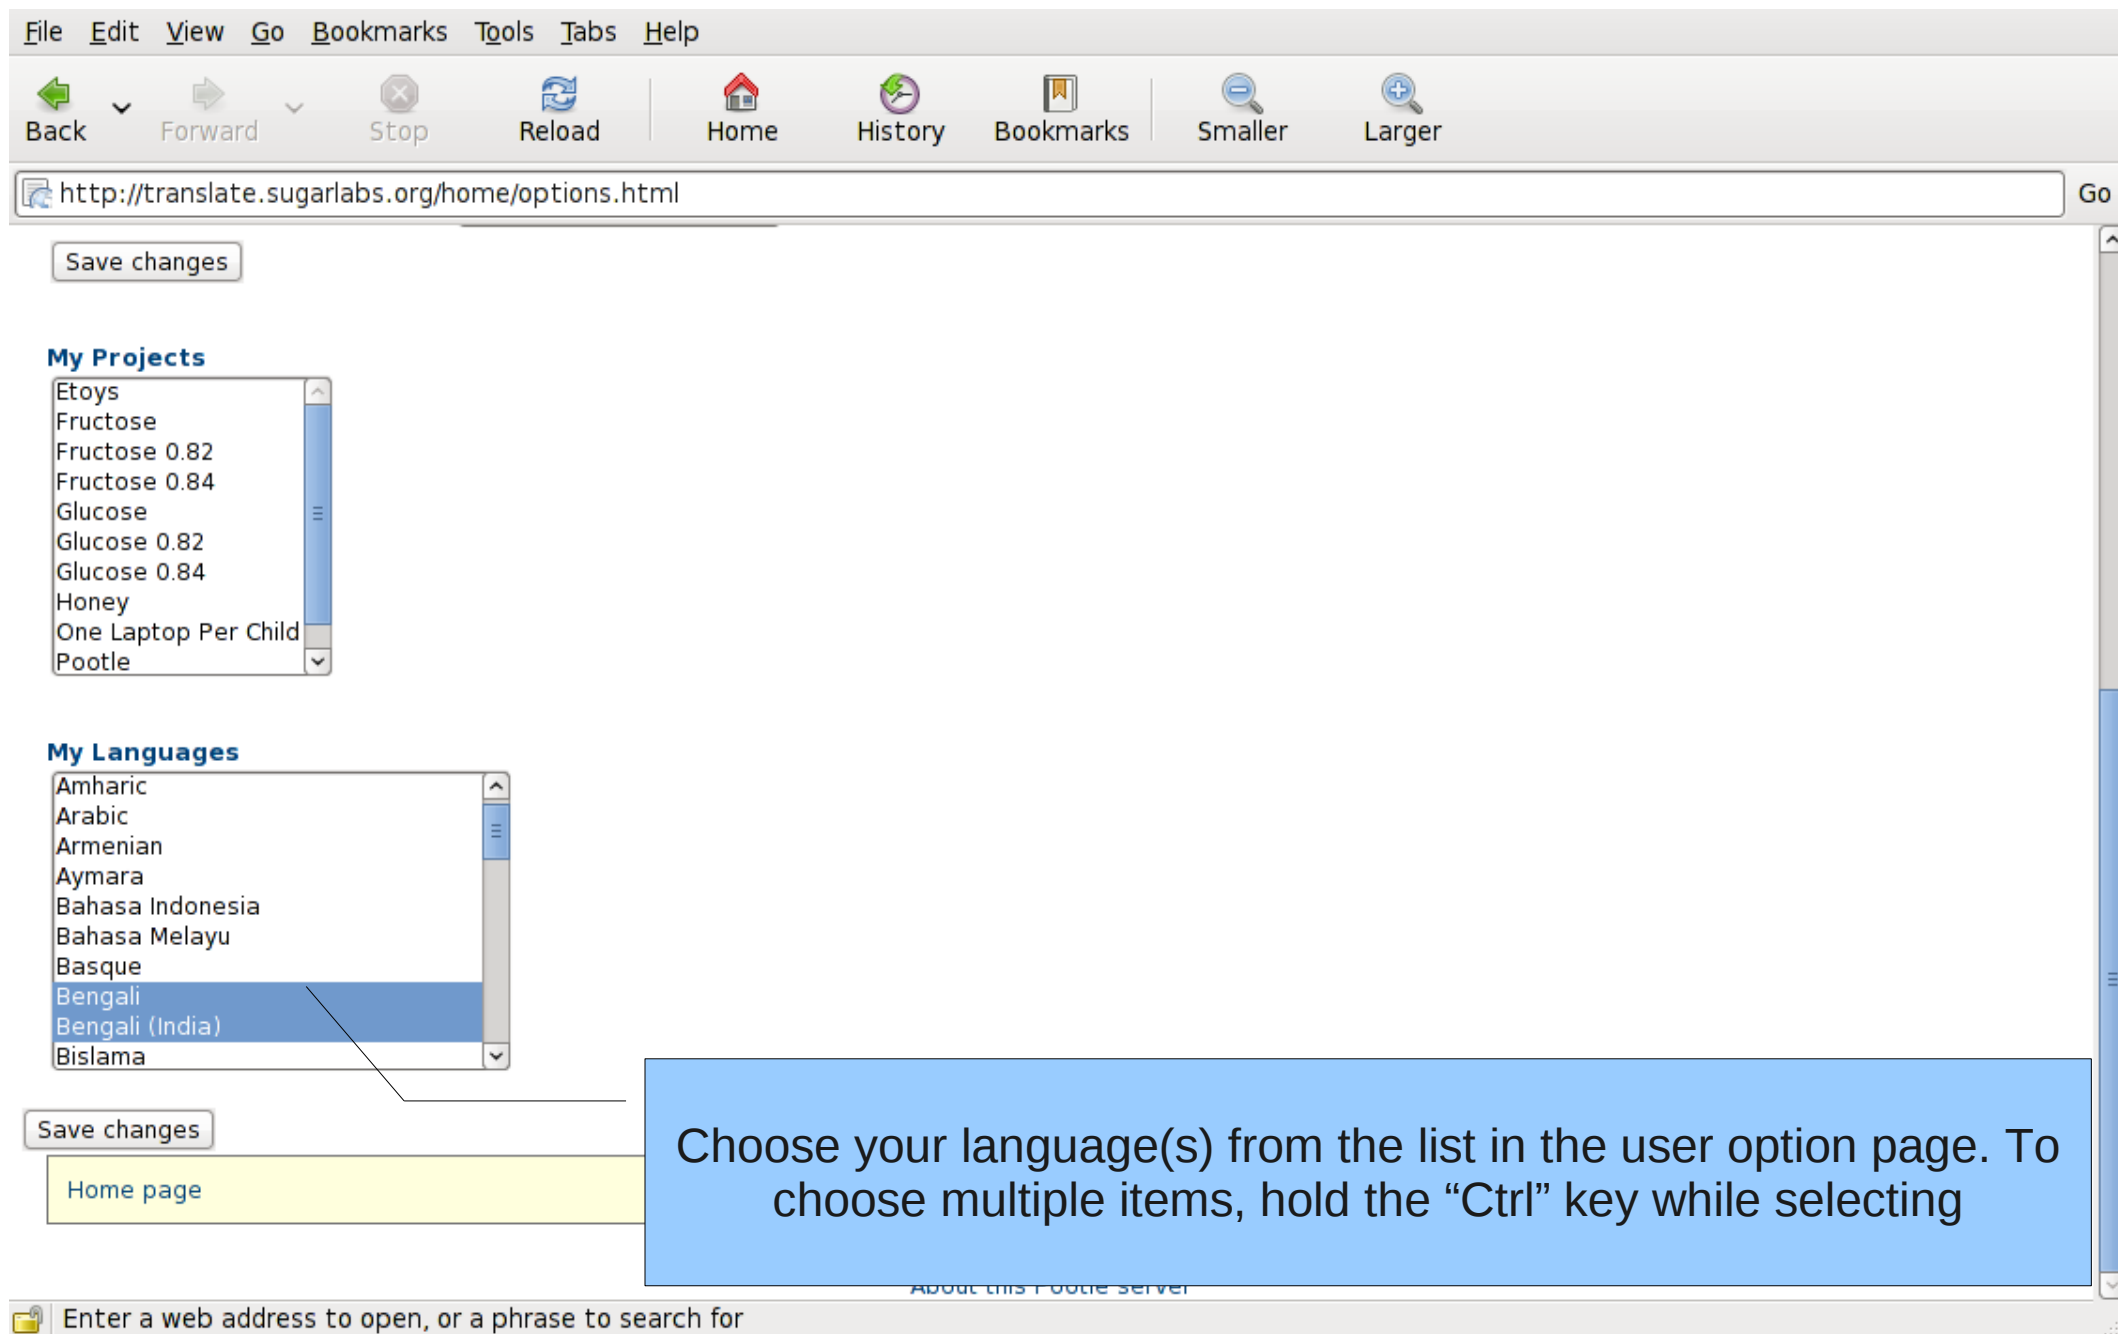 File Edit View Go Bookmarks Tools Tabs Help
Back Forward Stop Reload Home History Bookmarks Smaller Larger
http://translate.sugarlabs.org/home/options.html Go
Save changes
My Projects
Etoys
Fructose
Fructose 0.82
Fructose 0.84
Glucose
Glucose 0.82
Glucose 0.84
Honey
One Laptop Per Child
Pootle
My Languages
Amharic
Arabic
Armenian
Aymara
Bahasa Indonesia
Bahasa Melayu
Basque
Bengali
Bengali (India)
Bislama
Save changes
Home page
Choose your language(s) from the list in the user option page. To
choose multiple items, hold the “Ctrl” key while selecting
About this Pootle server
Enter a web address to open, or a phrase to search for